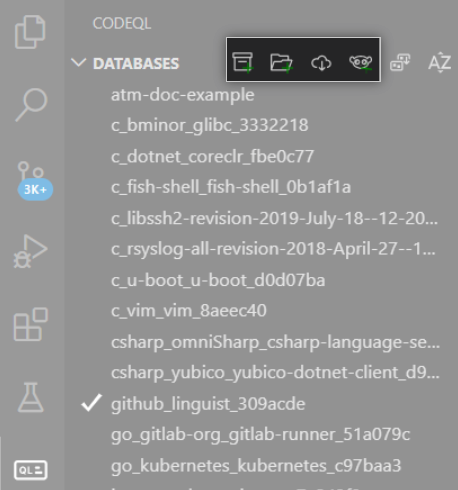 CODEQL
DATABASES
AZ
atm-doc-example
c_bminor_glibc_3332218
c_dotnet_coreclr_fbe0c77
c_fish-shell_fish-shell_0b1af1a
3K+
c_libssh2-revision-2019-July-18--12-20...
c_rsyslog-all-revision-2018-April-27--1...
c_u-boot_u-boot_d0d07ba
c_vim_vim_8aeec40
csharp_omniSharp_csharp-language-se...
csharp_yubico_yubico-dotnet-client_d9...
github_linguist_309acde
go_gitlab-org_gitlab-runner_51a079c
go_kubernetes_kubernetes_c97baa3
QL